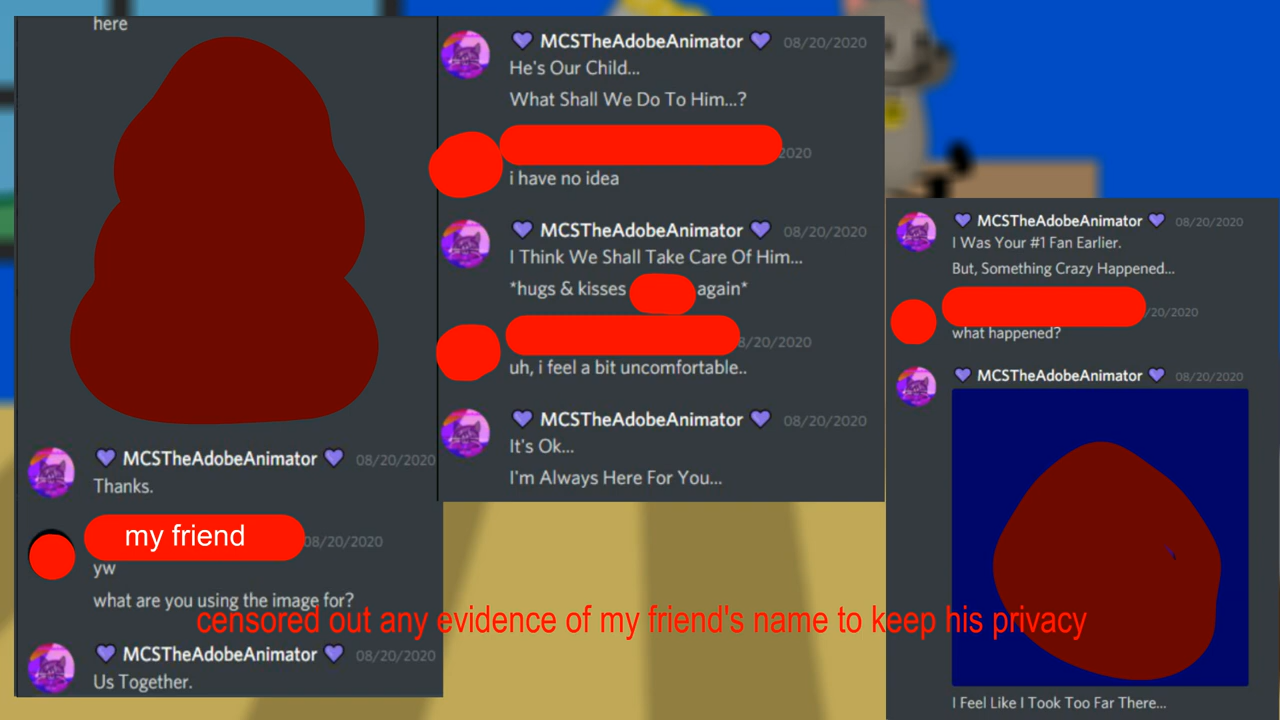 here
MCSTheAdobeAnimator 08/20/2020
Thanks.
my friend 08/20/2020
yw
what are you using the image for?
MCSTheAdobeAnimator 08/20/2020
Us Together.
MCSTheAdobeAnimator 08/20/2020
He's Our Child...
What Shall We Do To Him...?
2020
i have no idea
MCSTheAdobeAnimator 08/20/2020
I Think We Shall Take Care Of Him...
*hugs & kisses again*
8/20/2020
uh, i feel a bit uncomfortable..
MCSTheAdobeAnimator 08/20/2020
It's Ok...
I'm Always Here For You...
MCSTheAdobeAnimator 08/20/2020
I Was Your #1 Fan Earlier.
But, Something Crazy Happened...
/20/2020
what happened?
MCSTheAdobeAnimator 08/20/2020
I Feel Like I Took Too Far There...
censored out any evidence of my friend's name to keep his privacy